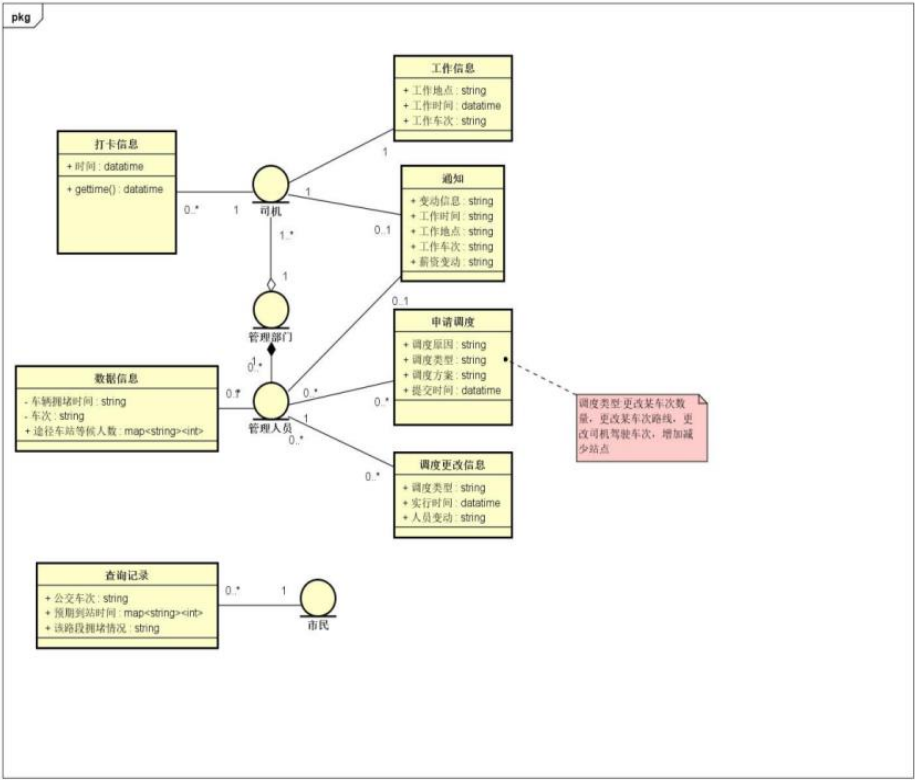 pkg
工作信息
+ 工作地点 : string
+ 工作时间 : datatime
+ 工作车次 : string
打卡信息
+ 时间 : datatime
+ gettime() : datatime
0..*
1
司机
1
1
0..1
通知
+ 变动信息 : string
+ 工作时间 : string
+ 工作地点 : string
+ 工作车次 : string
+ 薪资变动 : string
1..*
1
管理部门
1
0..*
0..1
申请调度
+ 调度原因 : string
+ 调度类型 : string
+ 调度方案 : string
+ 提交时间 : datatime
数据信息
- 车辆拥堵时间 : string
- 车次 : string
+ 途径车站等候人数 : map<string><int>
管理人员
0..*
0..*
1
0..*
调度类型:更改某车次数
量，更改某车次路线，更
改司机驾驶车次，增加减
少站点
调度更改信息
+ 调度类型 : string
+ 实行时间 : datatime
+ 人员变动 : string
0..*
查询记录
+ 公交车次 : string
+ 预期到站时间 : map<string><int>
+ 该路段拥堵情况 : string
0..*
1
市民